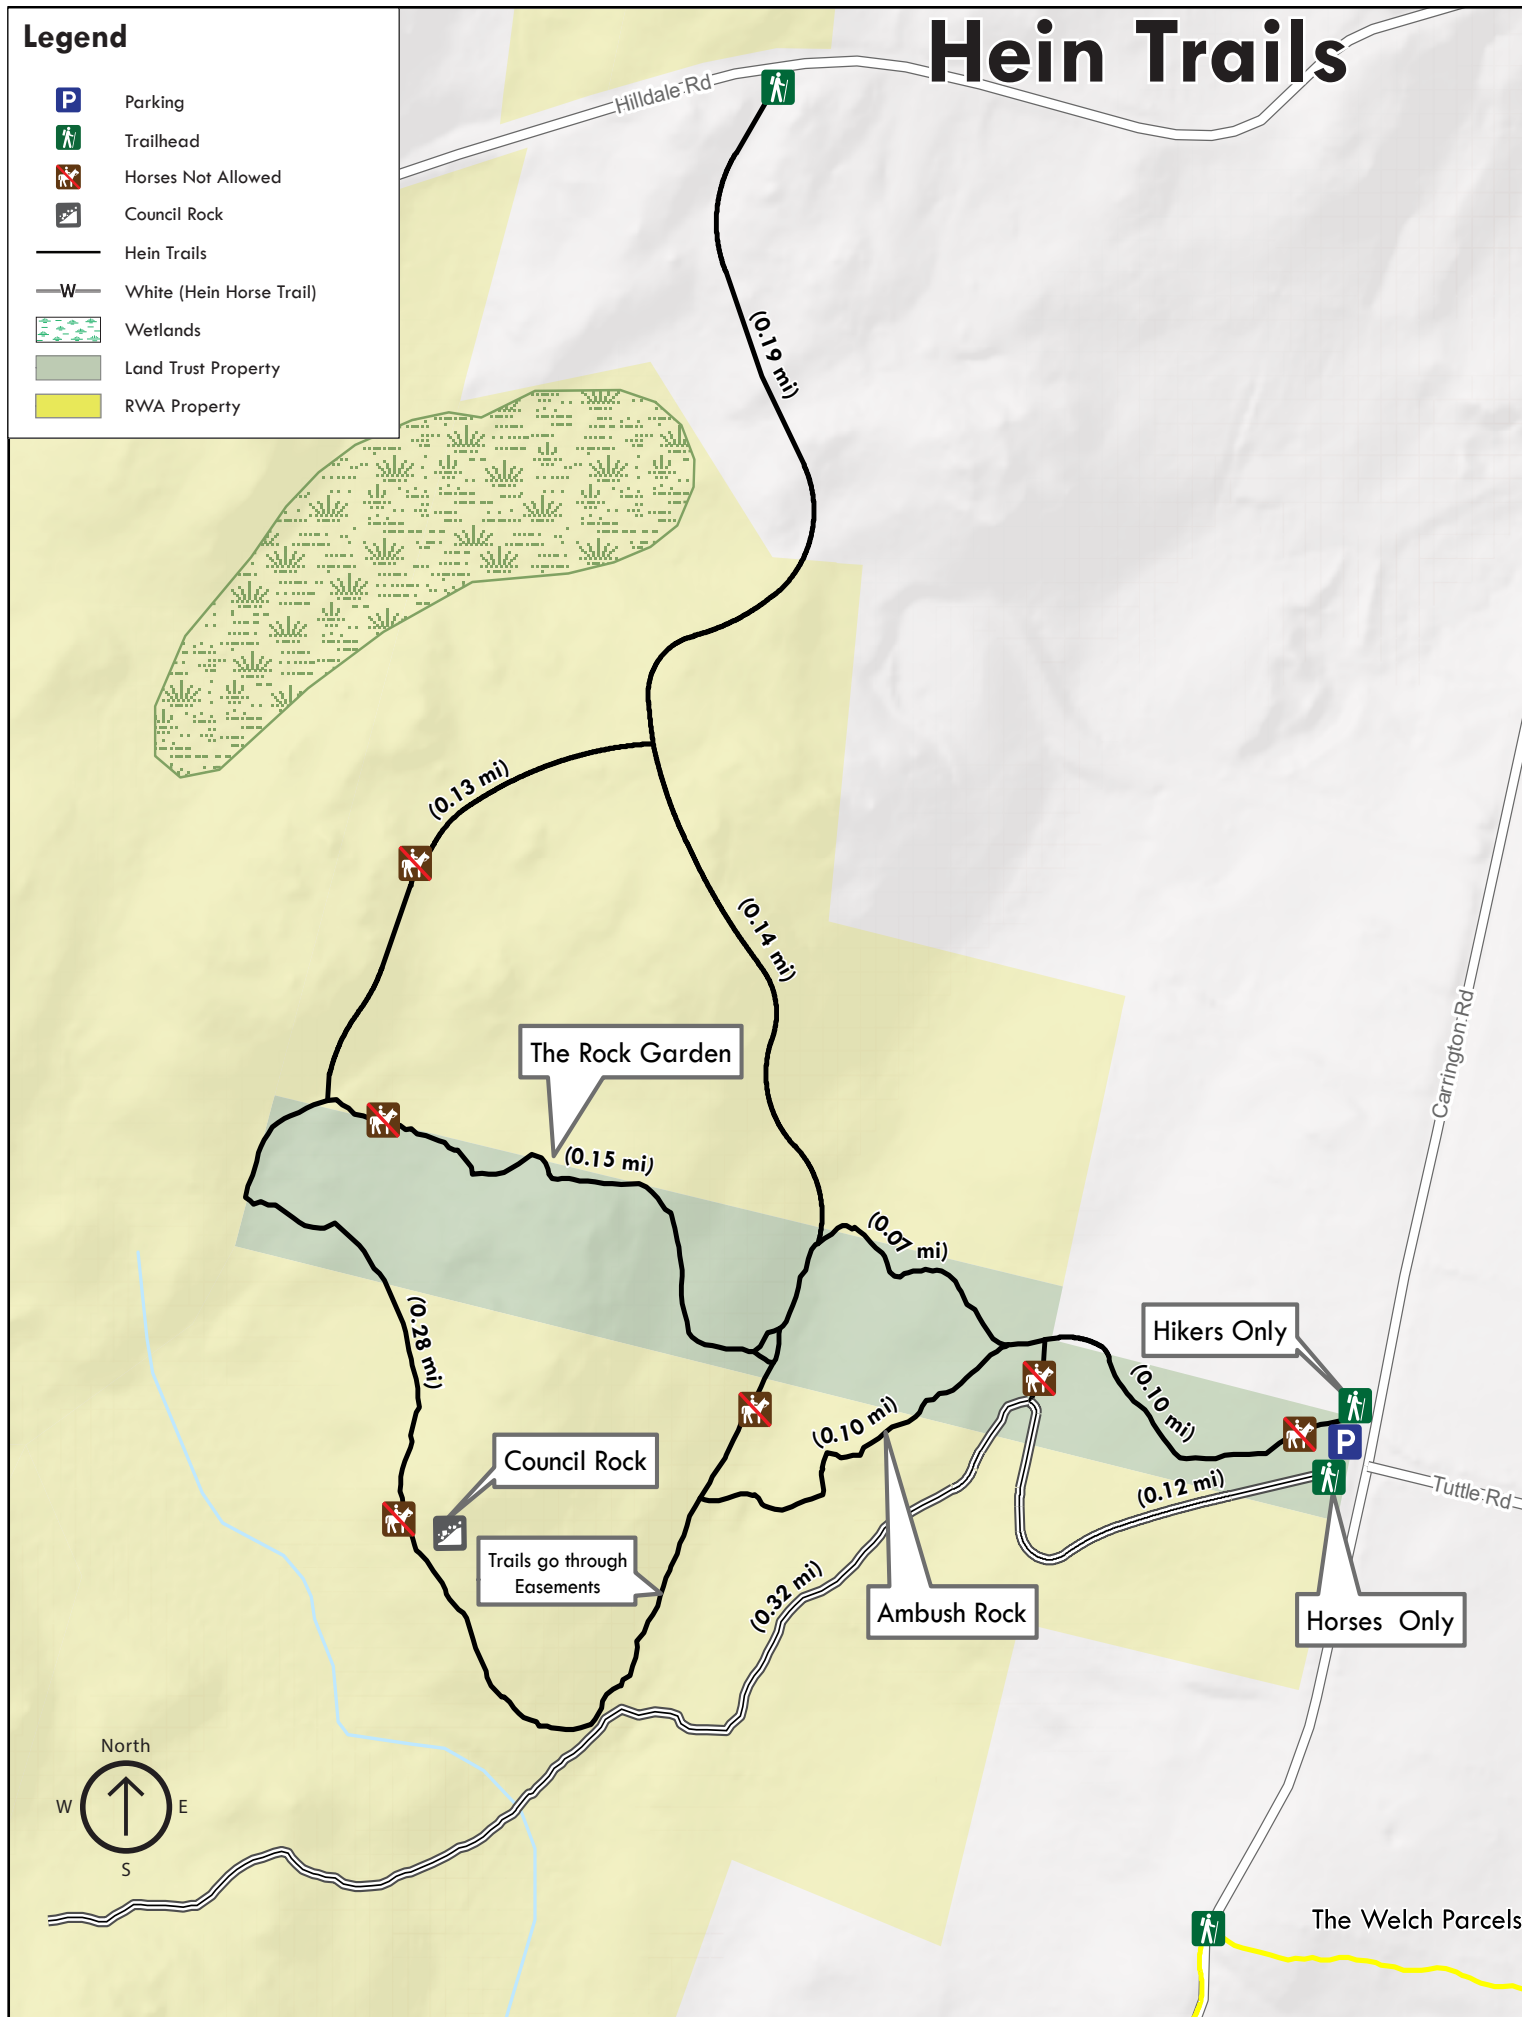 Hein Trails
Legend
P
Parking
Trailhead
Horses Not Allowed
Council Rock
Hein Trails
W
White (Hein Horse Trail)
Wetlands
Land Trust Property
RWA Property
Hilldale Rd
(0.19 mi)
(0.13 mi)
(0.14 mi)
Carrington Rd
The Rock Garden
(0.15 mi)
(0.07 mi)
(0.28 mi)
Hikers Only
(0.10 mi)
(0.10 mi)
P
Council Rock
(0.12 mi)
Tuttle Rd
Trails go through
Easements
(0.32 mi)
Ambush Rock
Horses Only
North
W
E
S
The Welch Parcels